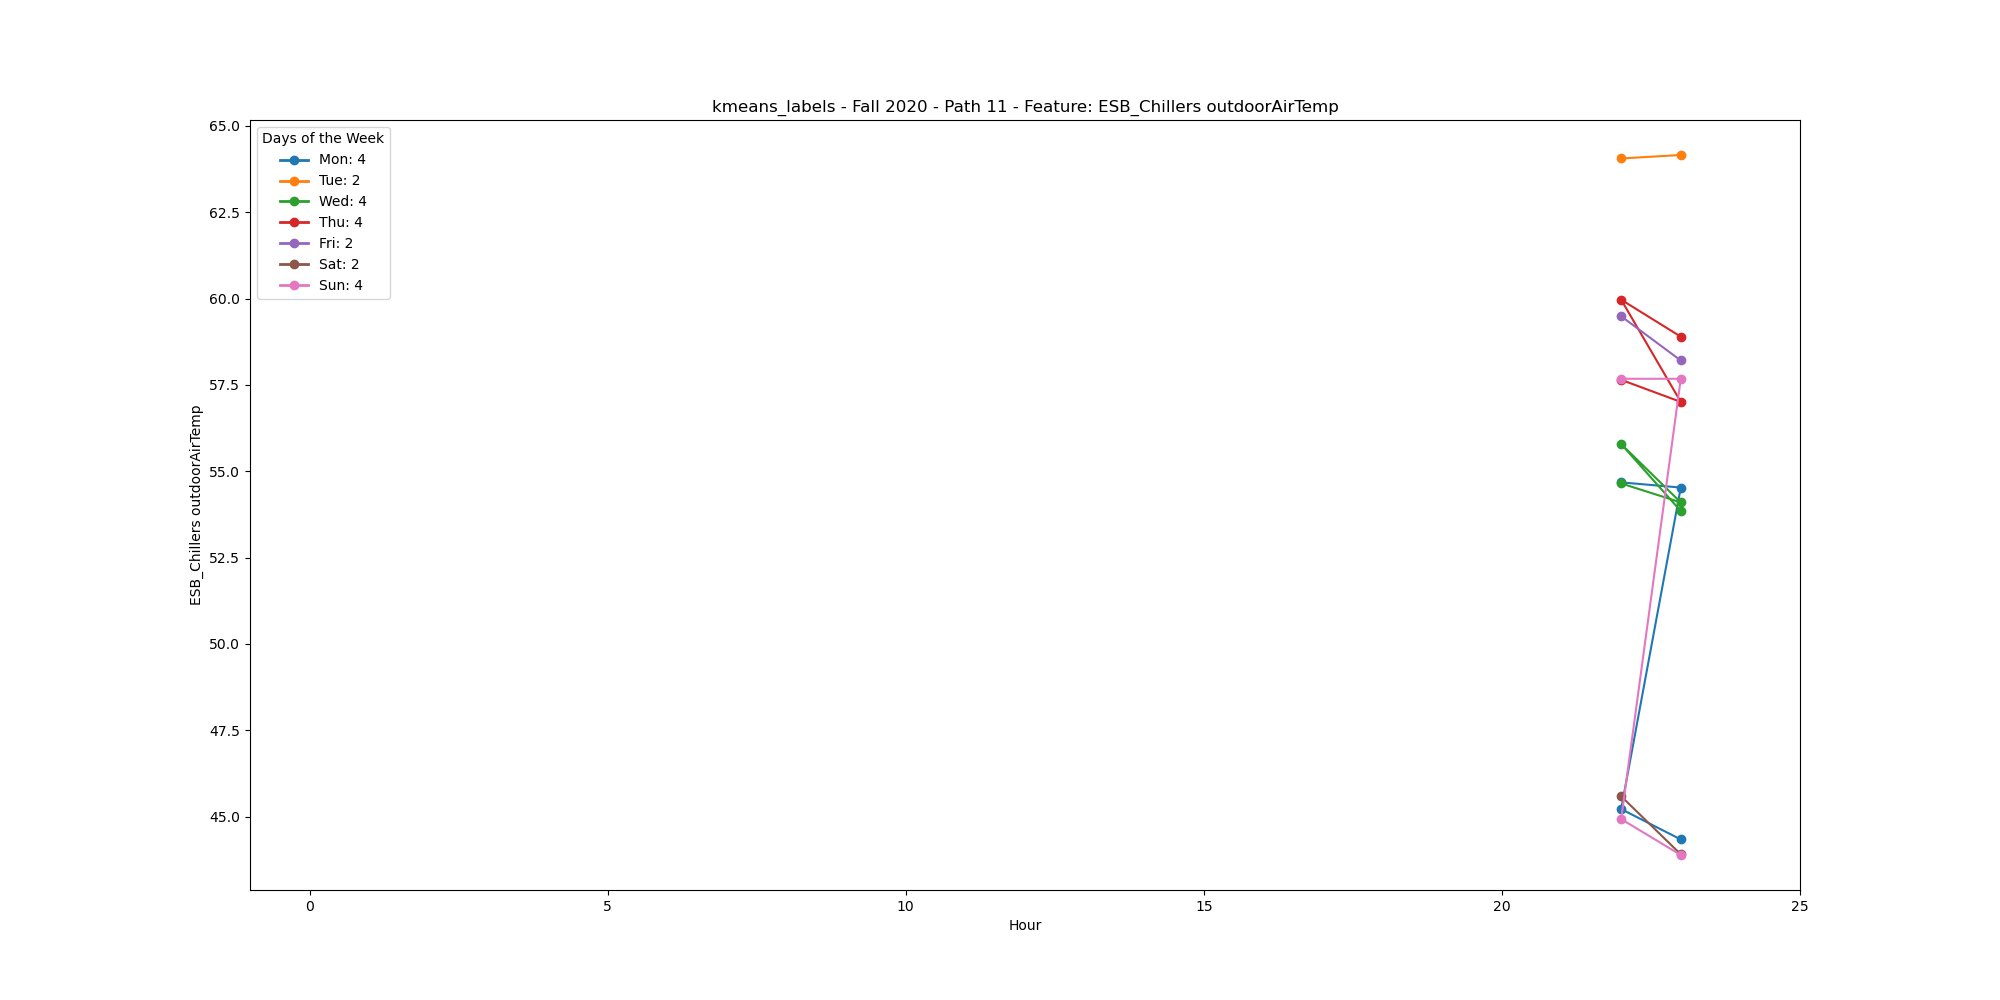 kmeans_labels - Fall 2020 - Path 11 - Feature: ESB_Chillers outdoorAirTemp
65.0
62.5
60.0
57.5
55.0
52.5
50.0
47.5
45.0
ESB_Chillers outdoorAirTemp
Days of the Week
Mon: 4
Tue: 2
Wed: 4
Thu: 4
Fri: 2
Sat: 2
Sun: 4
0 5 10 15 20 25
Hour